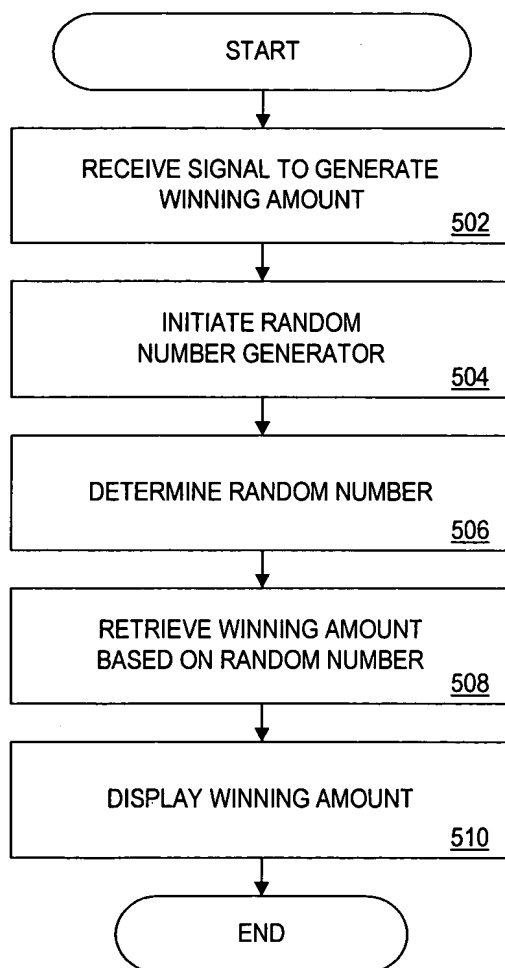 START
RECEIVE SIGNAL TO GENERATE
WINNING AMOUNT
502
INITIATE RANDOM
NUMBER GENERATOR
504
DETERMINE RANDOM NUMBER
506
RETRIEVE WINNING AMOUNT
BASED ON RANDOM NUMBER
508
DISPLAY WINNING AMOUNT
510
END